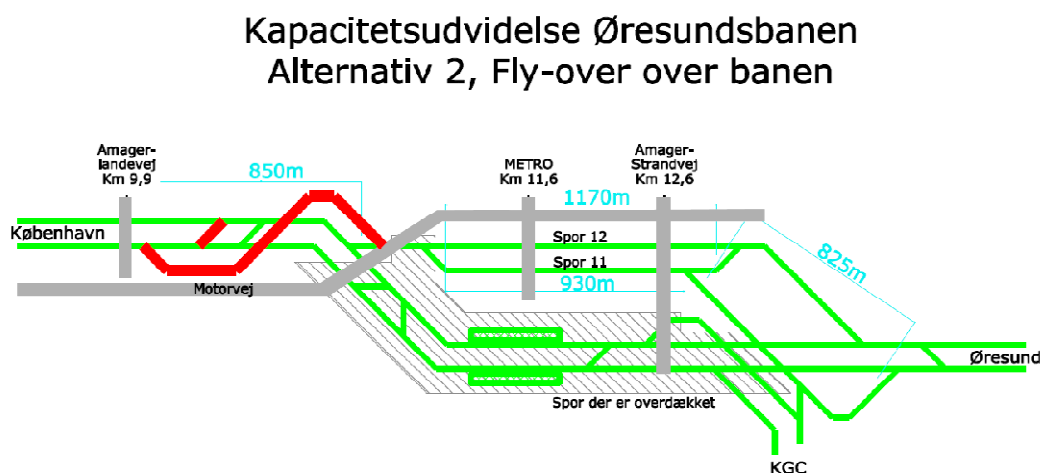 Kapacitetsudvidelse Øresundsbanen
Alternativ 2, Fly-over over banen
Amager-
landevej
Km 9,9
850m
METRO
Km 11,6
Amager-
Strandvej
Km 12,6
1170m
København
Spor 12
Spor 11
825m
Motorvej
930m
Øresund
Spor der er overdækket
KGC